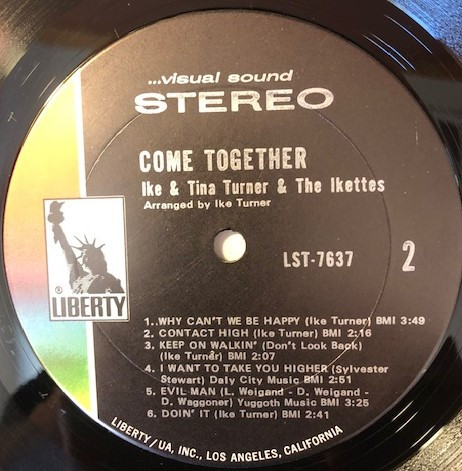 ...visual sound
STEREO
COME TOGETHER
Ike & Tina Turner & The Ikettes
Arranged by Ike Turner
LST-7637
2
LIBERTY
1..WHY CAN'T WE BE HAPPY (Ike Turner) BMI 3:49
2. CONTACT HIGH (Ike Turner) BMI 2:16
3. KEEP ON WALKIN' (Don't Look Back)
(Ike Turner) BMI 2:07
4. I WANT TO TAKE YOU HIGHER (Sylvester
Stewart) Daly City Music BMI 2:51
5. EVIL MAN (L. Weigand - D. Weigand -
D. Waggoner) Yuggoth Music BMI 3:25
6. DOIN' IT (Ike Turner) BMI 2:41
LIBERTY/UA, INC., LOS ANGELES, CALIFORNIA